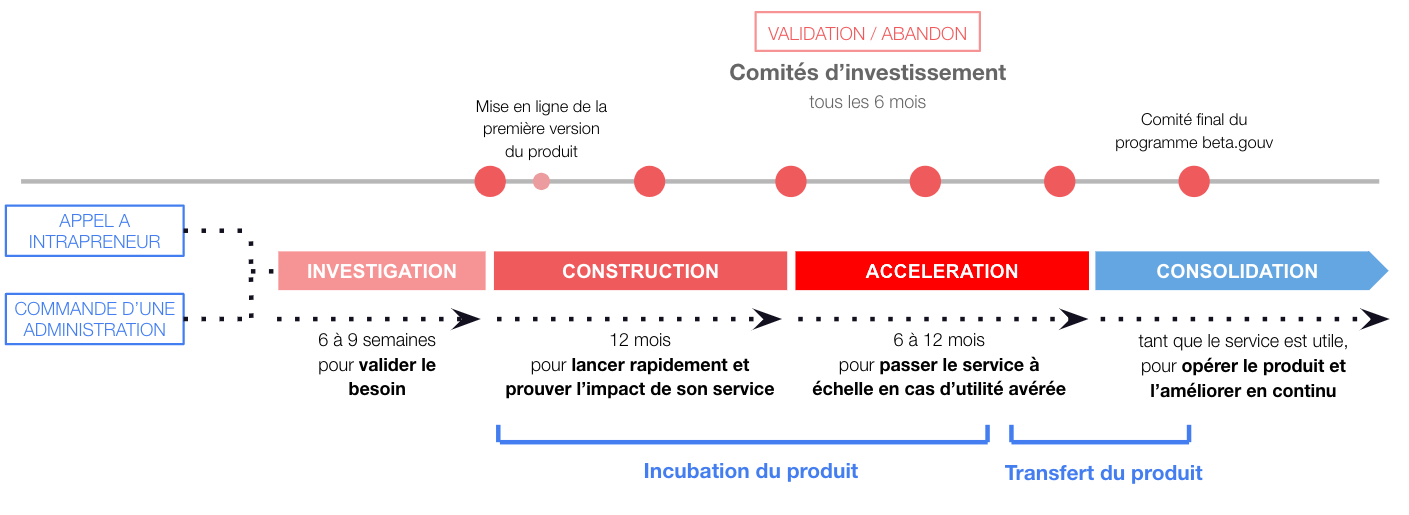 VALIDATION / ABANDON
Comités d’investissement
tous les 6 mois
Mise en ligne de la
première version
du produit
Comité final du
programme beta.gouv
APPEL A
INTRAPRENEUR
COMMANDE D’UNE
ADMINISTRATION
INVESTIGATION
CONSTRUCTION
ACCELERATION
CONSOLIDATION
6 à 9 semaines
pour valider le
besoin
12 mois
pour lancer rapidement et
prouver l’impact de son service
6 à 12 mois
pour passer le service à
échelle en cas d’utilité avérée
tant que le service est utile,
pour opérer le produit et
l’améliorer en continu
Incubation du produit
Transfert du produit